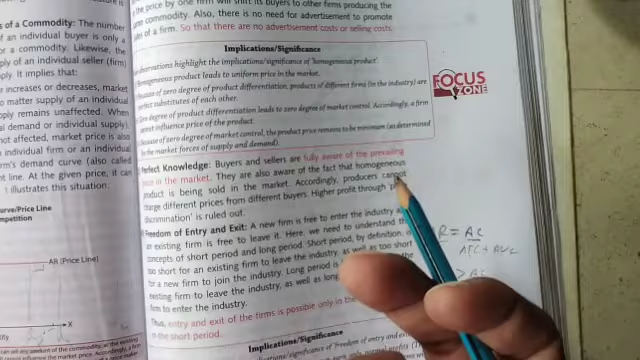 s of a Commodity: The number
of an individual buyer is only a
or a commodity. Likewise, the
ply of an individual seller (firm)
ply. It implies that:
r increases or decreases, market
o matter supply of an individual
pply remains unaffected. When
al demand or individual supply)
not affected, market price is also
individual firm or an individual
rm's demand curve (also called
t line. At the given price, it can
1 illustrates this situation.
urve/Price Line
mpetition
AR (Price Line)
X
the price by one firm will shift its buyers to other firms producing the
commodity. Also, there is no need for advertisement to promote
sales of a firm. So that there are no advertisement costs or selling costs.
Implications/Significance
observations highlight the implications/significance of 'homogeneous product'.
Homogeneous product leads to uniform price in the market.
Because of zero degree of product differentiation, products of different firms (in the industry) are
perfect substitutes of each other.
Zero degree of product differentiation leads to zero degree of market control. Accordingly, a firm
cannot influence price of the product.
Because of zero degree of market control, the product price remains to be minimum (as determined
by the market forces of supply and demand).
FOCUS
ZONE
Perfect Knowledge: Buyers and sellers are fully aware of the prevailing
price in the market. They are also aware of the fact that homogeneous
product is being sold in the market. Accordingly, producers cannot
charge different prices from different buyers. Higher profit through
discrimination' is ruled out.
Freedom of Entry and Exit: A new firm is free to enter the industry
an existing firm is free to leave it. Here, we need to understand the
concepts of short period and long period. Short period, by definition, is
too short for an existing firm to leave the industry, as well as too short
for a new firm to join the industry. Long period is
existing firm to leave the industry, as well as
firm to enter the industry.
Thus, entry and exit of the firms is possible only in the
in the short period.
Implications/Significance
significance of 'Freedom of entry and exit
R = AC
AFC + AVC
> AC